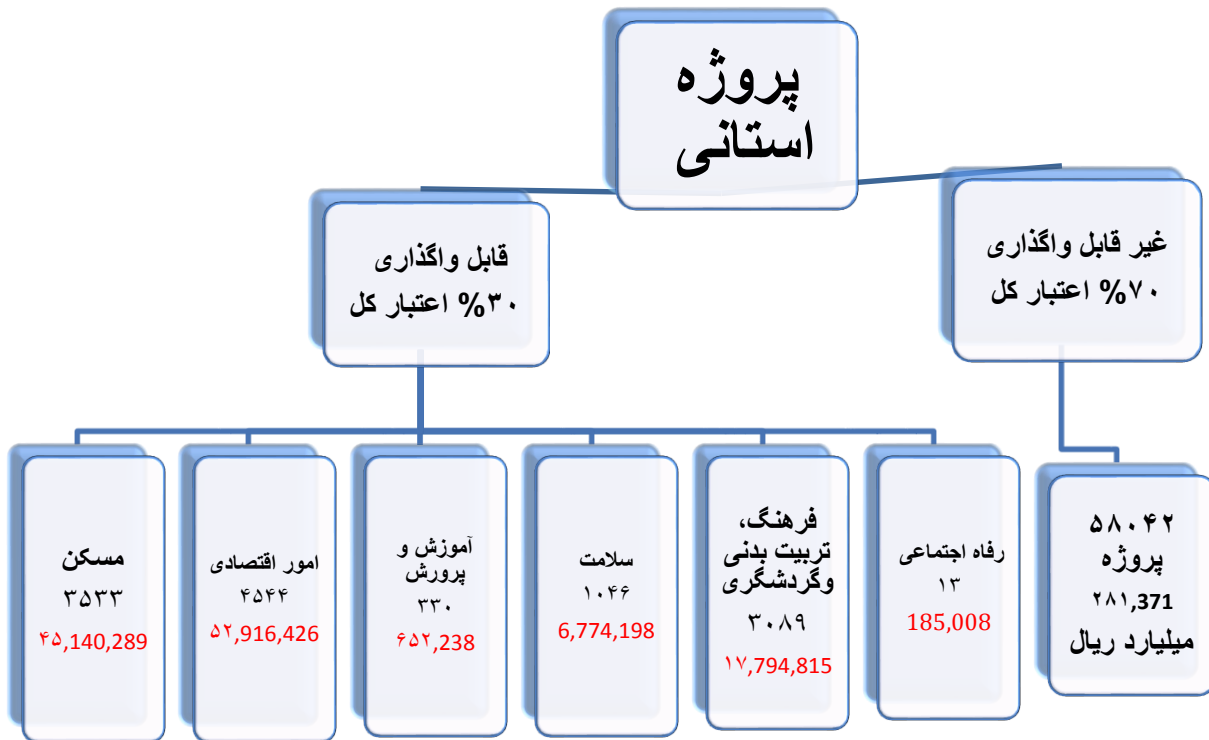 پروژه
استانی
غیر قابل واگذاری
۷۰% اعتبار کل
قابل واگذاری
۳۰% اعتبار کل
۵۸۰۴۲
پروژه
۲۸۱,371
میلیارد ریال
رفاه اجتماعی
۱۳
185,008
فرهنگ،
تربیت بدنی
وگردشگری
۳۰۸۹
۱۷,794,815
سلامت
۱۰۴۶
6,774,198
آموزش و
پرورش
۳۳۰
۶۵۲,238
امور اقتصادی
۴۵۴۴
۵۲,916,426
مسکن
۳۵۳۳
۴۵,140,289